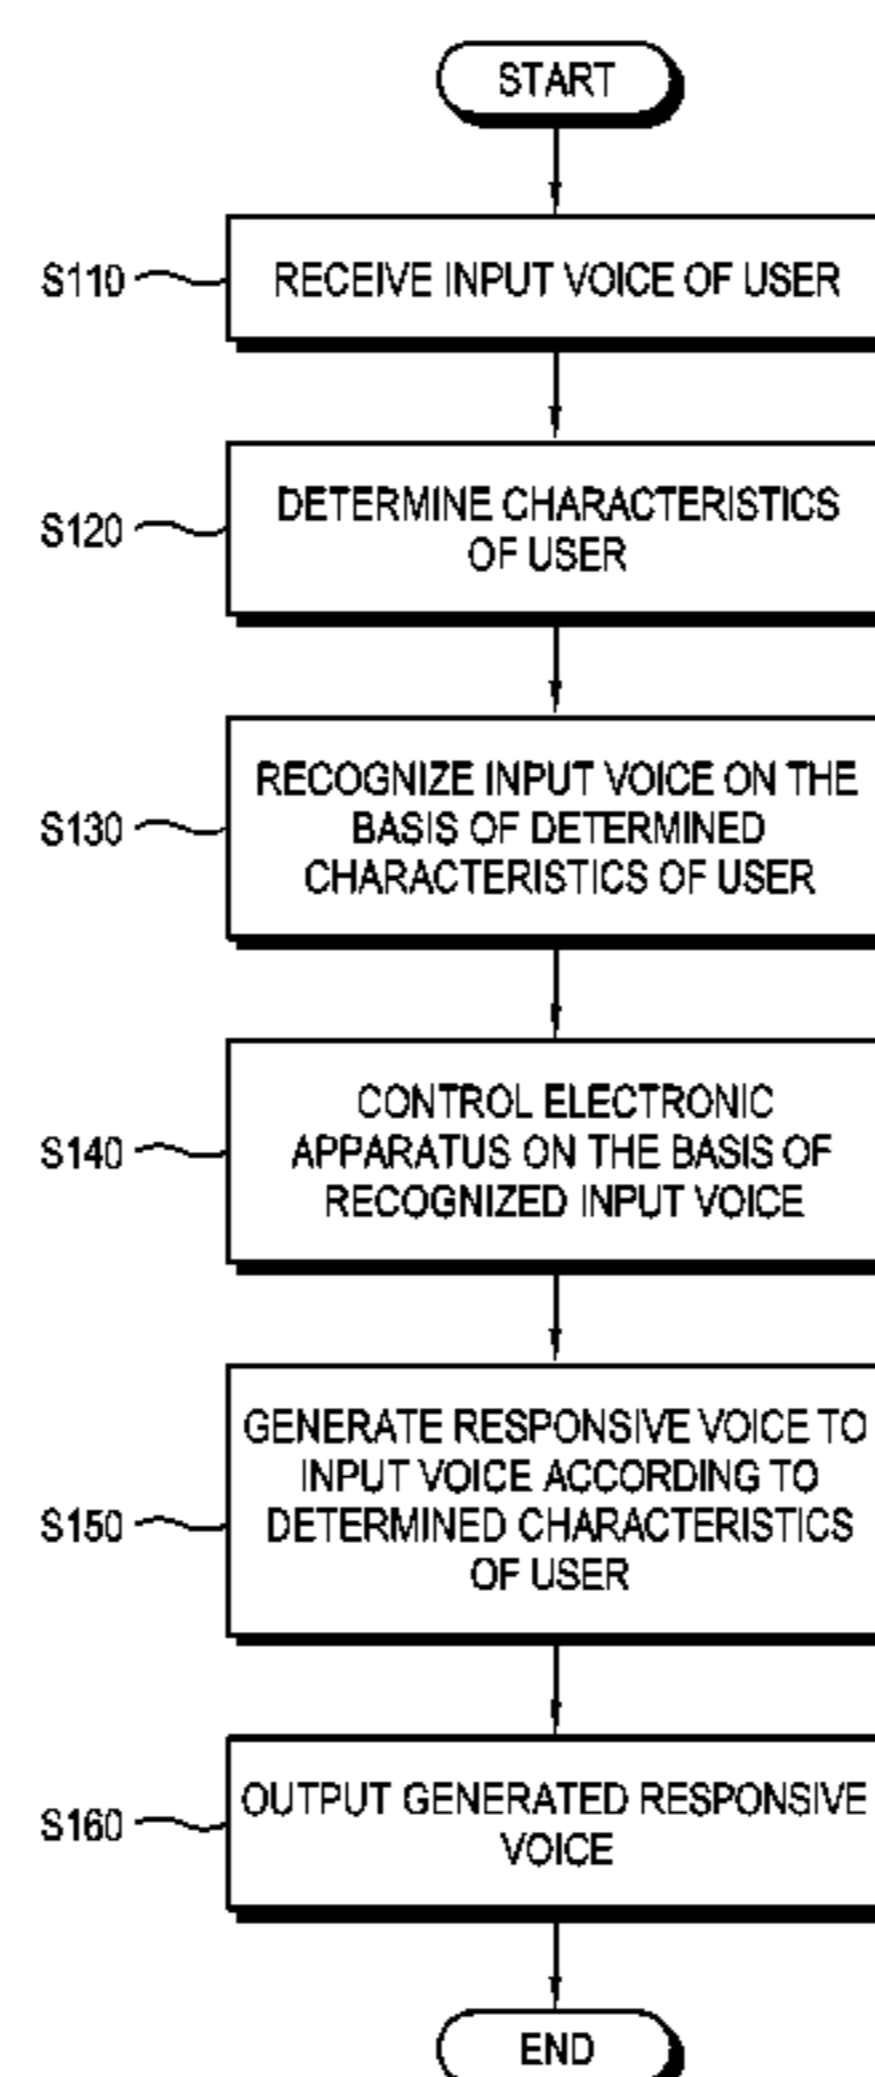 START
S110
RECEIVE INPUT VOICE OF USER
S120
DETERMINE CHARACTERISTICS
OF USER
S130
RECOGNIZE INPUT VOICE ON THE
BASIS OF DETERMINED
CHARACTERISTICS OF USER
S140
CONTROL ELECTRONIC
APPARATUS ON THE BASIS OF
RECOGNIZED INPUT VOICE
S150
GENERATE RESPONSIVE VOICE TO
INPUT VOICE ACCORDING TO
DETERMINED CHARACTERISTICS
OF USER
S160
OUTPUT GENERATED RESPONSIVE
VOICE
END